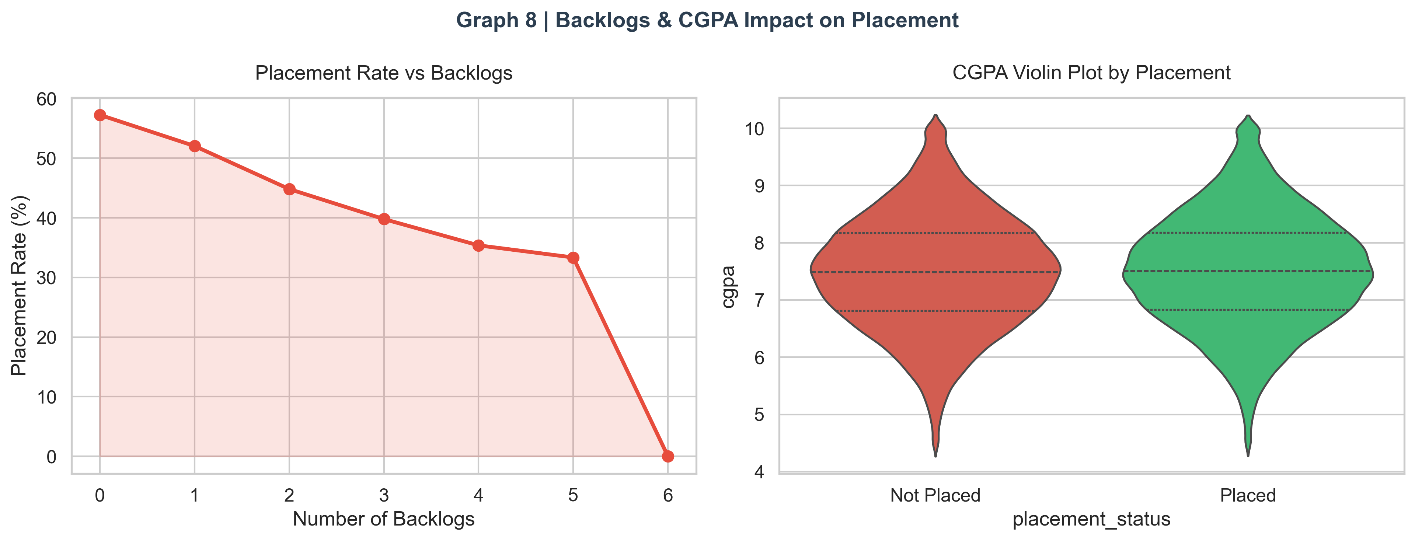 Graph 8 | Backlogs & CGPA Impact on Placement
Placement Rate vs Backlogs
60
50
40
30
20
10
0
Placement Rate (%)
0 1 2 3 4 5 6
Number of Backlogs
CGPA Violin Plot by Placement
10
9
8
7
6
5
4
cgpa
Not Placed Placed
placement_status